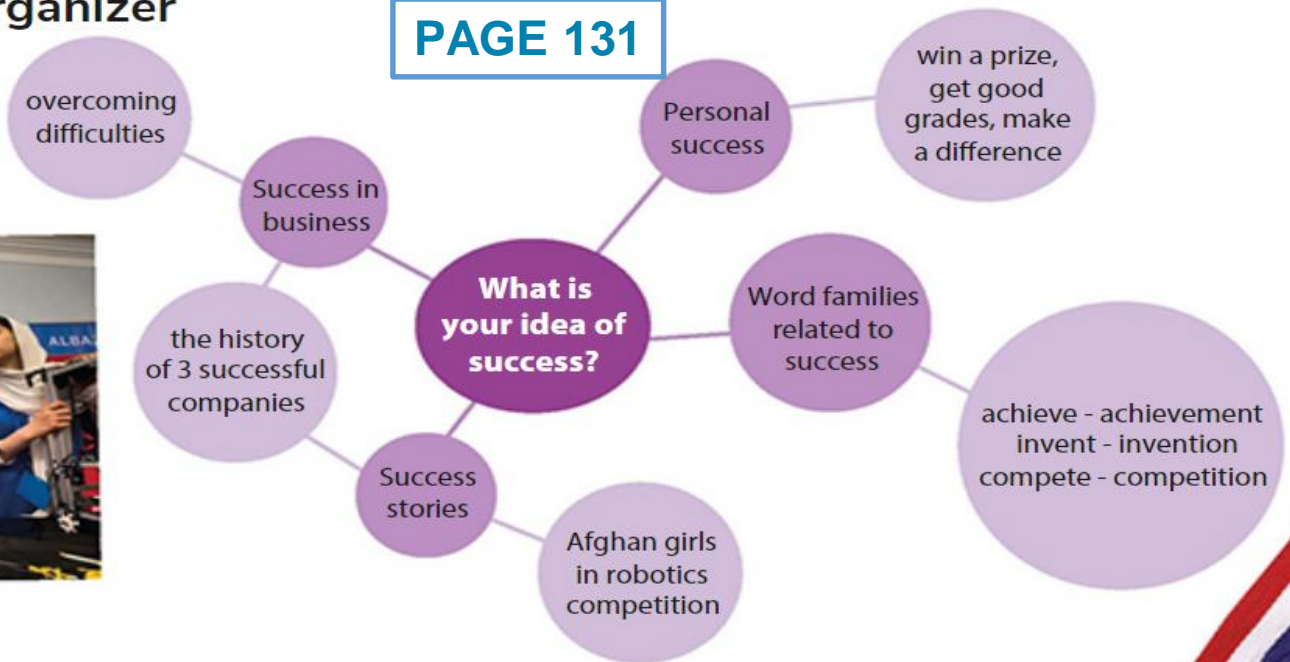 rganizer
PAGE 131
overcoming
difficulties
Success in
business
the history
of 3 successful
companies
Success
stories
Afghan girls
in robotics
competition
What is
your idea of
success?
Personal
success
win a prize,
get good
grades, make
a difference
Word families
related to
success
achieve - achievement
invent - invention
compete - competition
ALBA